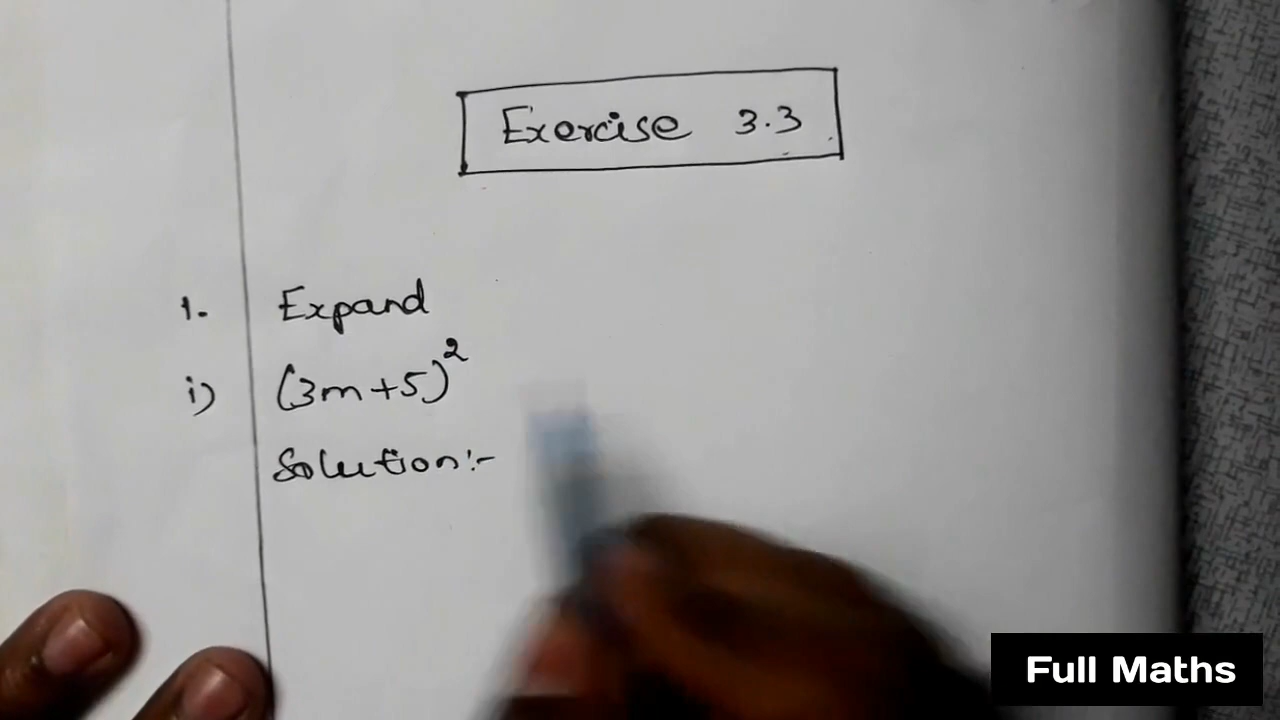 Exercise 3.3
1. Expand
i) (3m+5)²
Solution:-
Full Maths